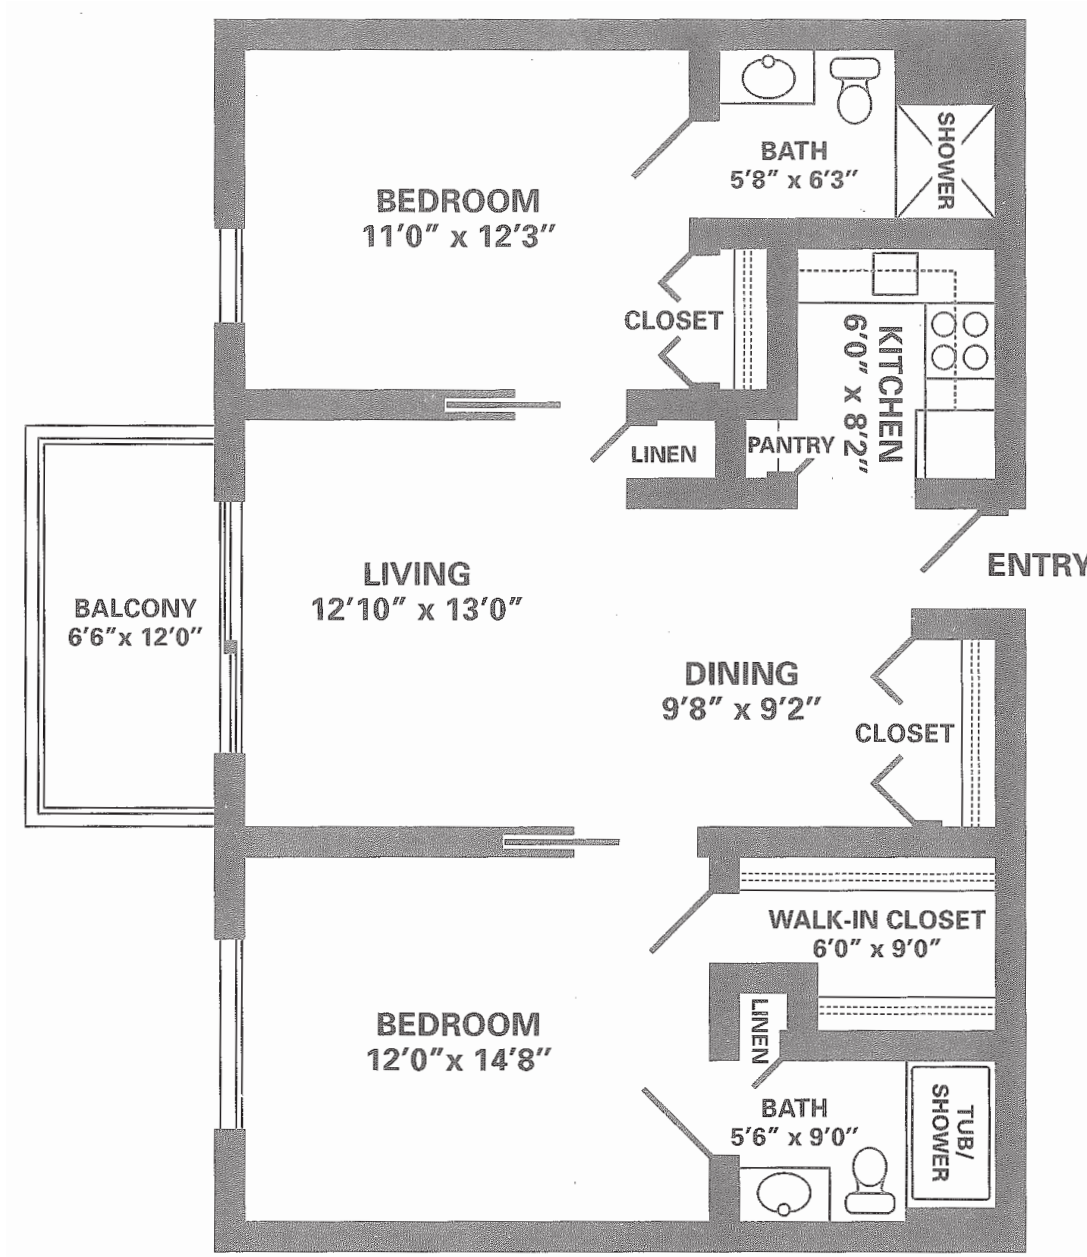 BATH
5'8" x 6'3"
SHOWER
BEDROOM
11'0" x 12'3"
CLOSET
KITCHEN
6'0" x 8'2"
LINEN
PANTRY
ENTRY
LIVING
12'10" x 13'0"
BALCONY
6'6"x 12'0"
DINING
9'8" x 9'2"
CLOSET
WALK-IN CLOSET
6'0" x 9'0"
LINEN
BEDROOM
12'0"x 14'8"
BATH
5'6" x 9'0"
TUB/
SHOWER